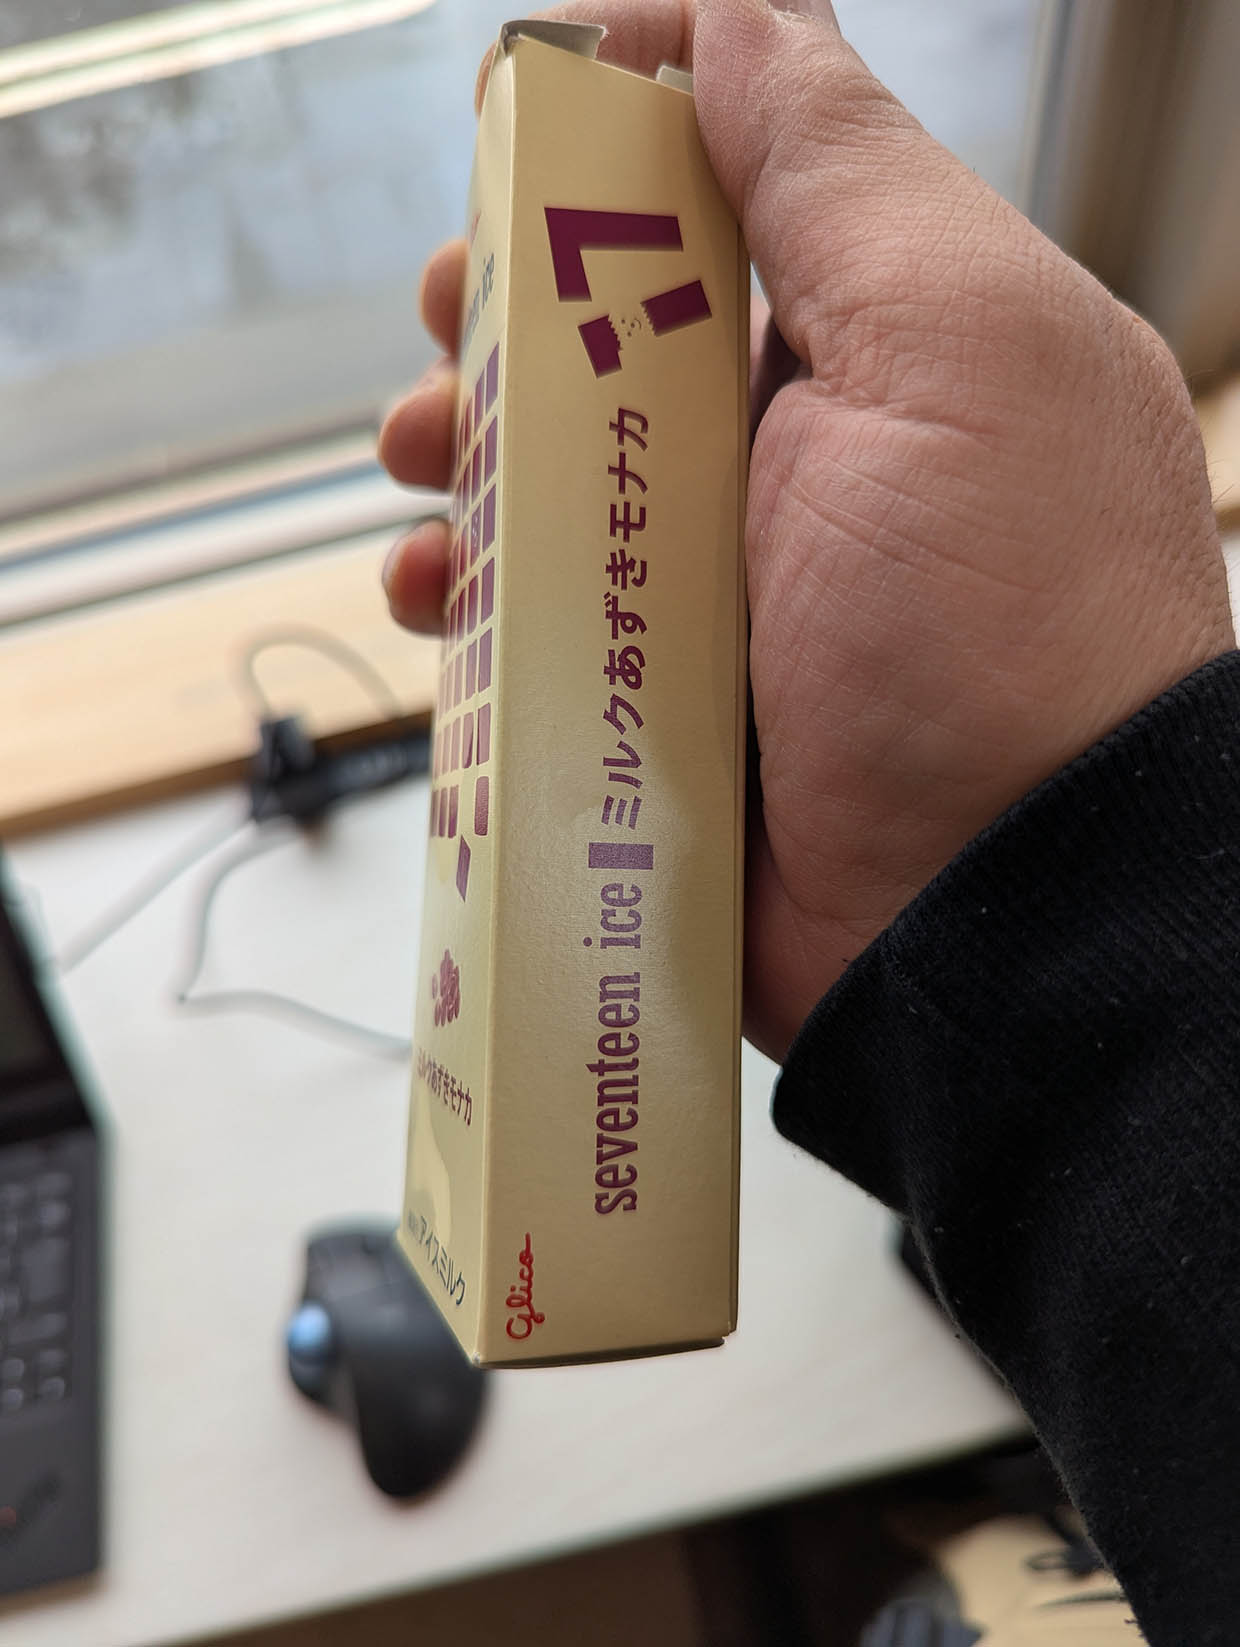 seventeen ice ミルクあずきモナカ
Glico
ice
ミルクあずきモナカ
アイスミルク